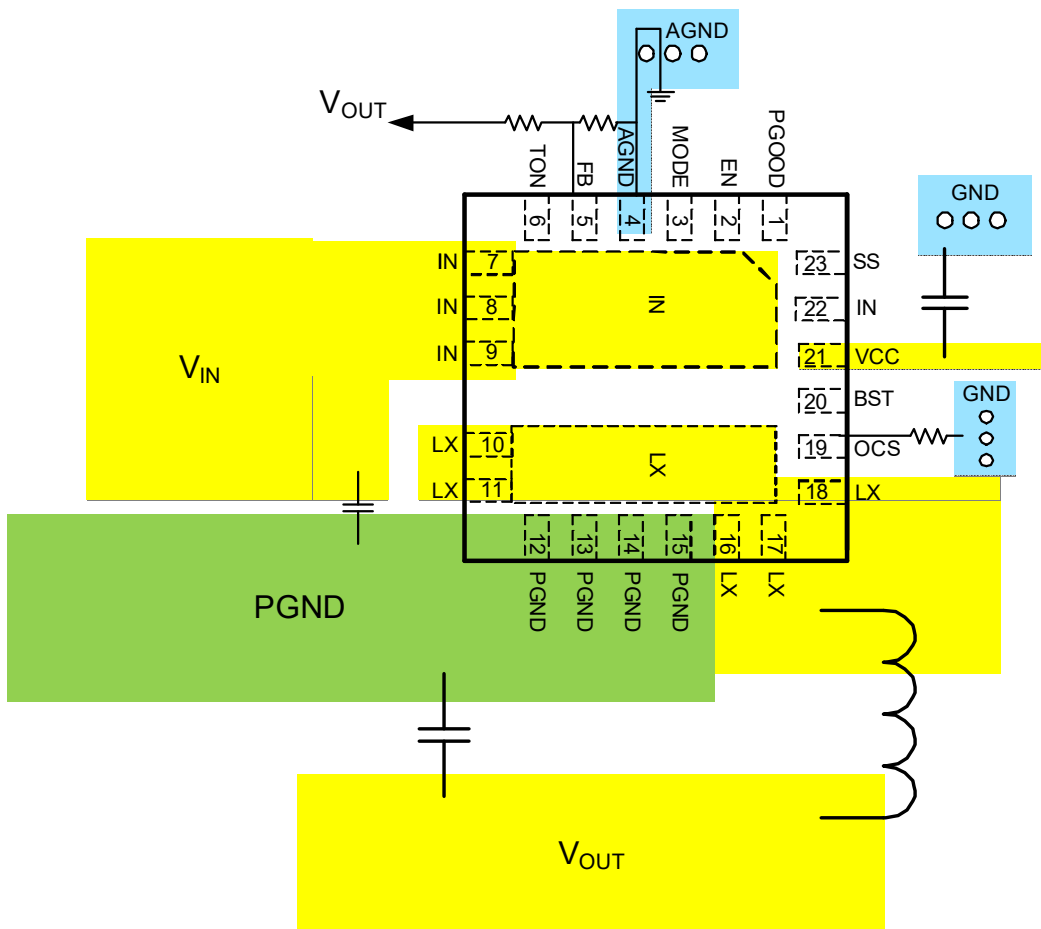 AGND
VOUT
TON
FB
AGND
MODE
EN
PGOOD
6
5
4
3
2
1
GND
IN 7
23 SS
IN 8
22 IN
IN
IN 9
21 VCC
VIN
20 BST
GND
LX 10
19 OCS
LX
LX 11
18 LX
12
13
14
15
16
17
PGND
PGND
PGND
PGND
LX
LX
PGND
VOUT